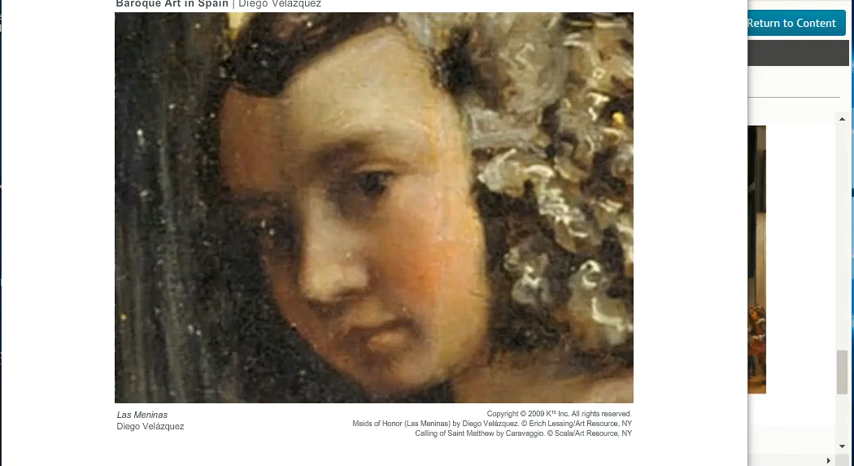 Baroque Art in Spain | Diego Velázquez
Return to Content
Las Meninas
Diego Velázquez
Copyright © 2009 K¹² Inc. All rights reserved.
Maids of Honor (Las Meninas) by Diego Velázquez. © Erich Lessing/Art Resource, NY
Calling of Saint Matthew by Caravaggio. © Scala/Art Resource, NY